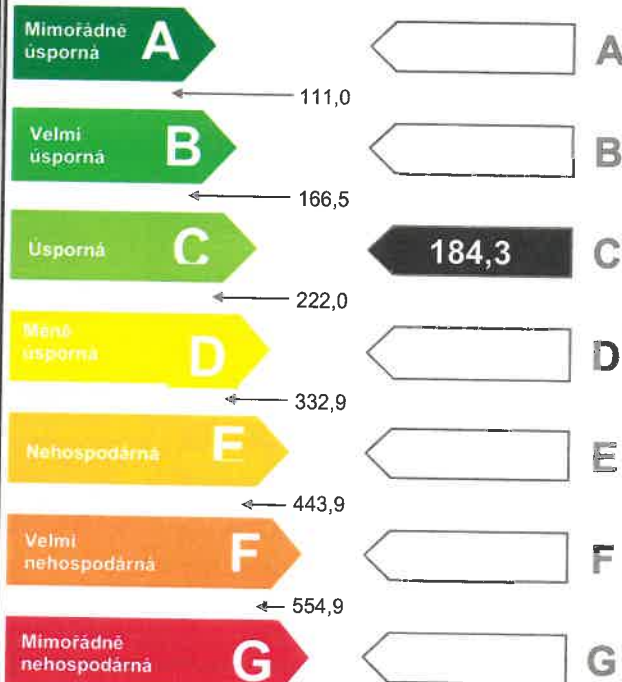 Mimořádně
úsporná A A
111,0
Velmi
úsporná B B
166,5
Úsporná C 184,3 C
222,0
Méně
úsporná D D
332,9
Nehospodárná E E
443,9
Velmi
nehospodárná F F
554,9
Mimořádně
nehospodárná G G